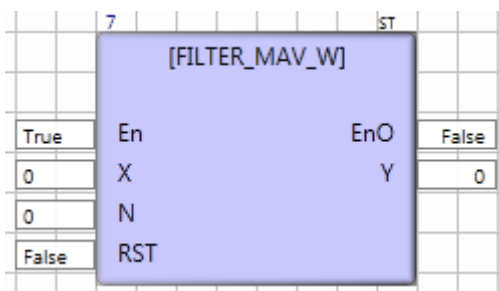 7 ST
[FILTER_MAV_W]
True En EnO False
0 X Y 0
0 N
False RST